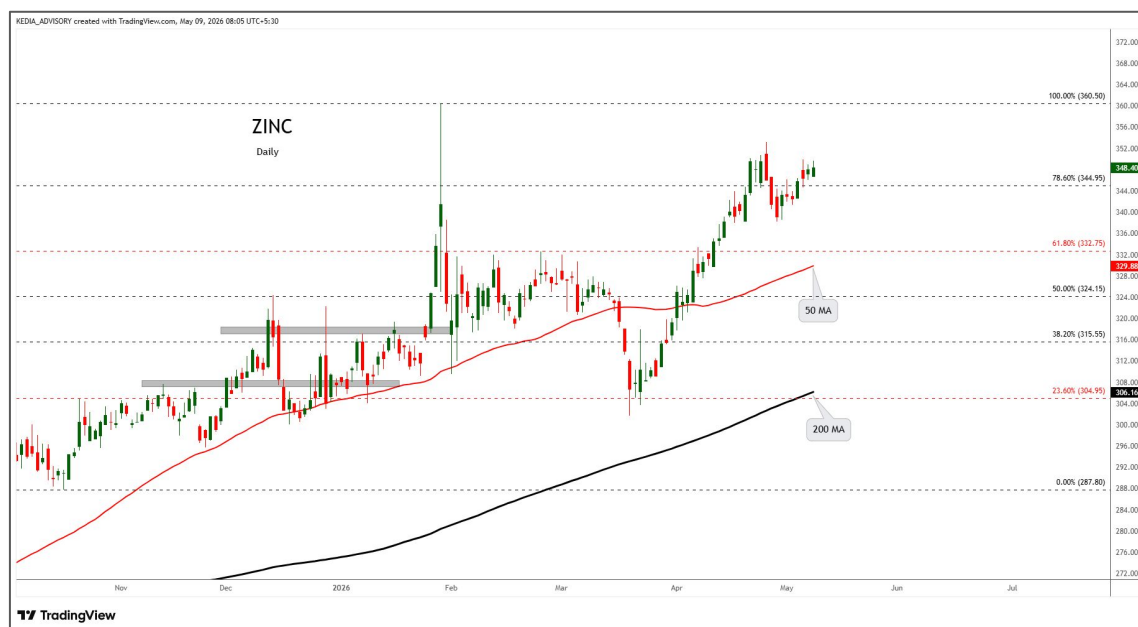 KEDIA_ADVISORY created with TradingView.com, May 09, 2026 08:05 UTC+5:30
ZINC
Daily
372.00
368.00
364.00
100.00% (360.50)
360.00
356.00
352.00
348.40
78.60% (344.95)
344.00
340.00
336.00
61.80% (332.75)
332.00
329.88
50 MA
50.00% (324.15)
324.00
320.00
38.20% (315.55)
316.00
312.00
308.00
306.16
23.60% (304.95)
304.00
200 MA
300.00
296.00
292.00
0.00% (287.80)
288.00
284.00
280.00
276.00
272.00
Nov
Dec
2026
Feb
Mar
Apr
May
Jun
Jul
TradingView